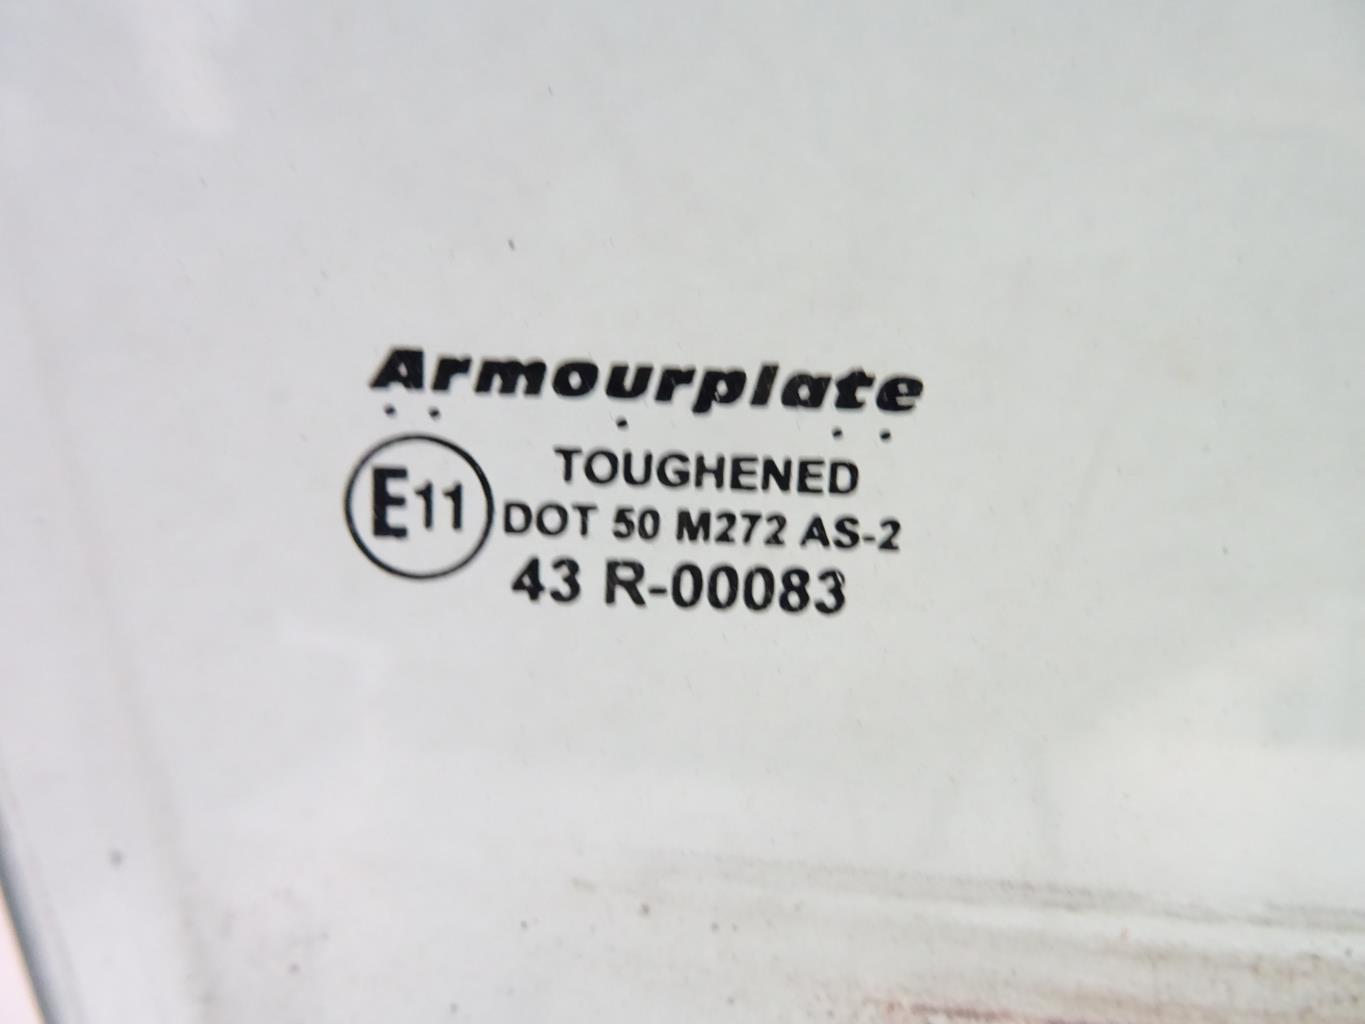 Armourplate
TOUGHENED
E11
DOT 50 M272 AS-2
43 R-00083